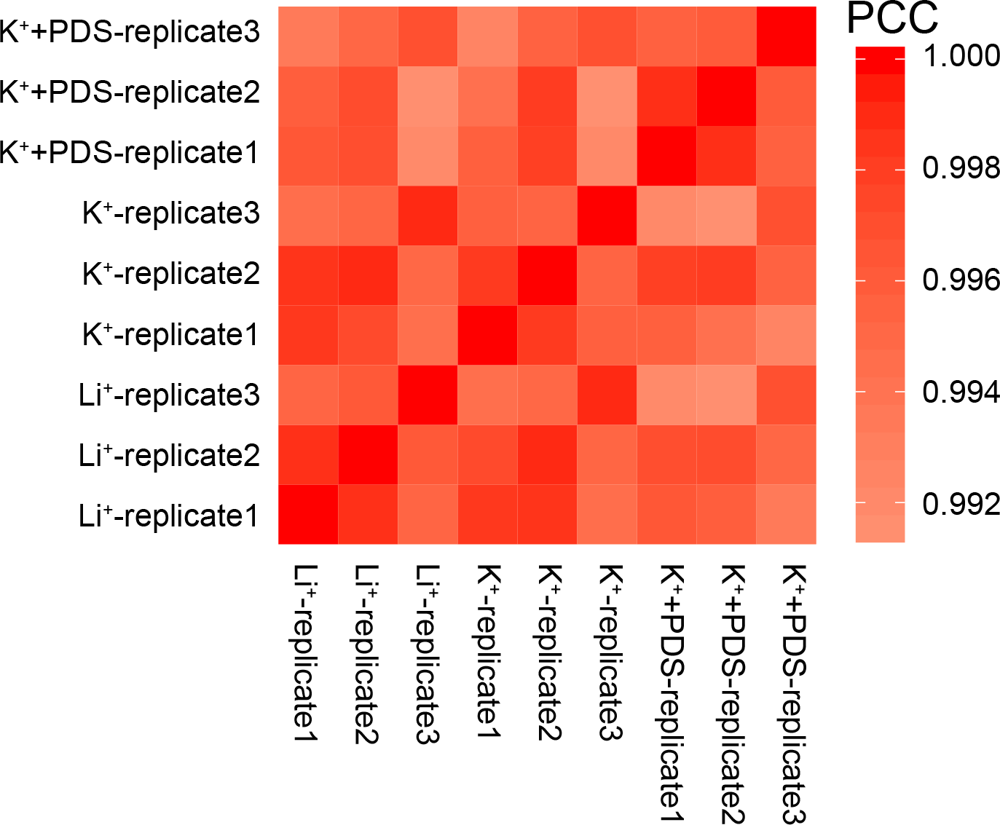 PCC
K⁺+PDS-replicate3
K⁺+PDS-replicate2
K⁺+PDS-replicate1
K⁺-replicate3
K⁺-replicate2
K⁺-replicate1
Li⁺-replicate3
Li⁺-replicate2
Li⁺-replicate1
1.000
0.998
0.996
0.994
0.992
Li⁺-replicate1
Li⁺-replicate2
Li⁺-replicate3
K⁺-replicate1
K⁺-replicate2
K⁺-replicate3
K⁺+PDS-replicate1
K⁺+PDS-replicate2
K⁺+PDS-replicate3